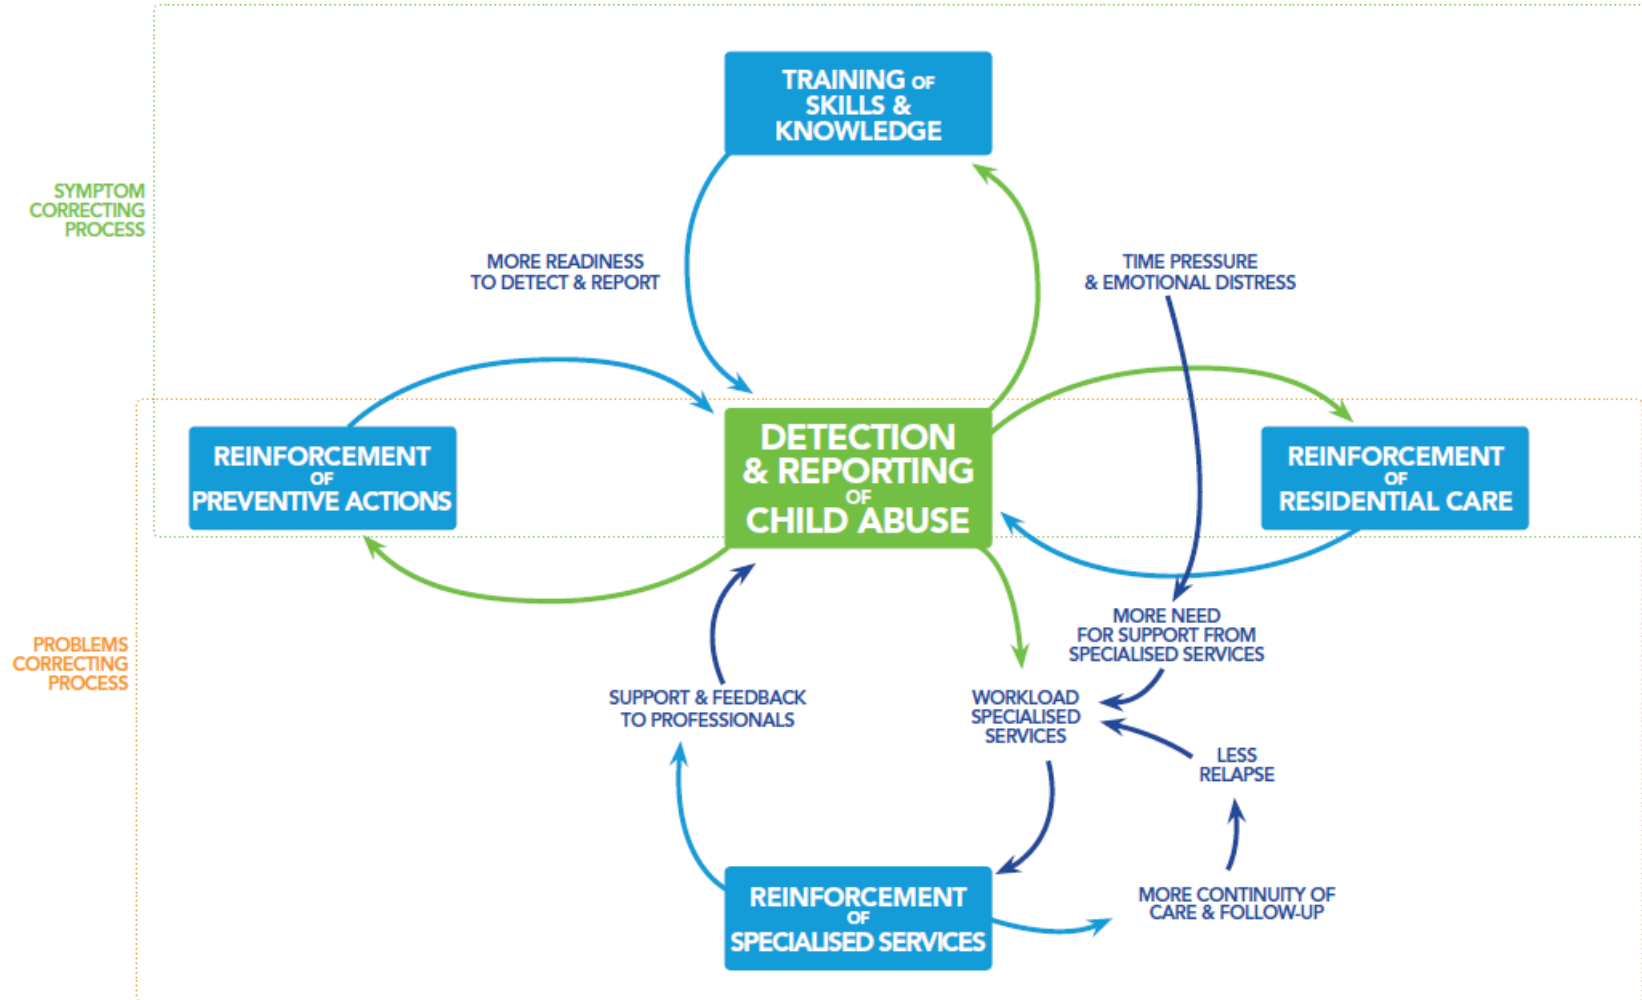 TRAINING OF
SKILLS &
KNOWLEDGE
SYMPTOM
CORRECTING
PROCESS
MORE READINESS
TO DETECT & REPORT
TIME PRESSURE
& EMOTIONAL DISTRESS
REINFORCEMENT
OF
PREVENTIVE ACTIONS
DETECTION
& REPORTING
OF
CHILD ABUSE
REINFORCEMENT
OF
RESIDENTIAL CARE
PROBLEMS
CORRECTING
PROCESS
MORE NEED
FOR SUPPORT FROM
SPECIALISED SERVICES
SUPPORT & FEEDBACK
TO PROFESSIONALS
WORKLOAD
SPECIALISED
SERVICES
LESS
RELAPSE
REINFORCEMENT
OF
SPECIALISED SERVICES
MORE CONTINUITY OF
CARE & FOLLOW-UP